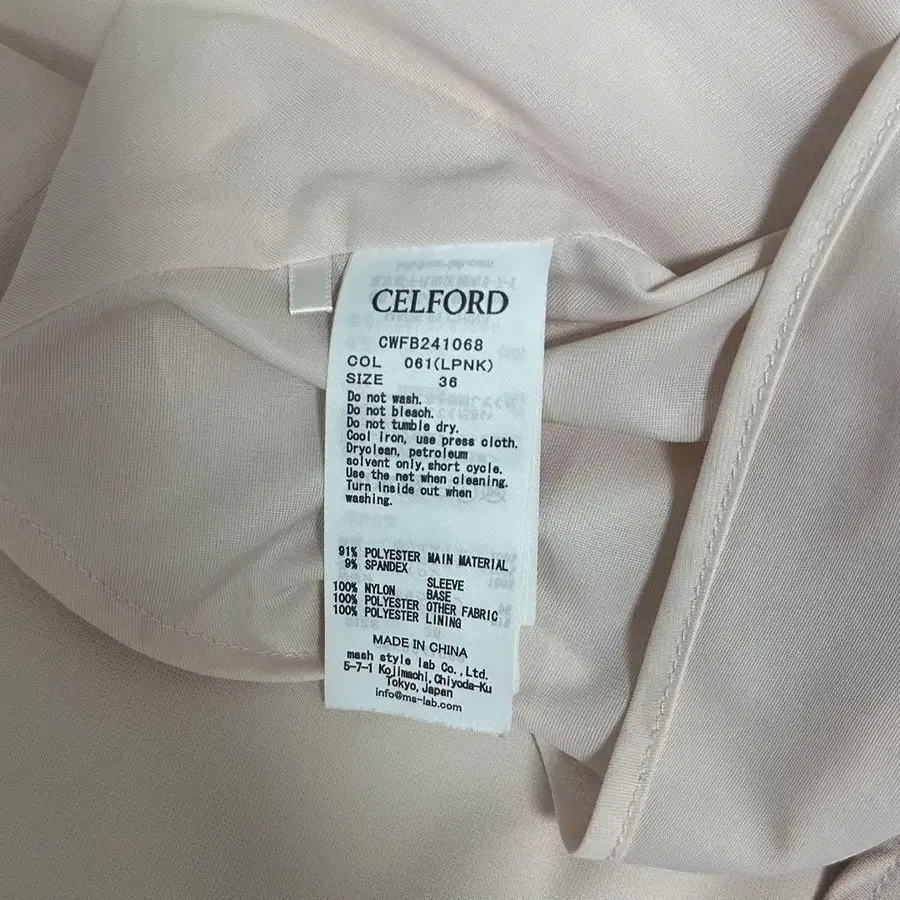 CELFORD
CWFB241068
COL 061(LPNK)
SIZE 36
Do not wash.
Do not bleach.
Do not tumble dry.
Cool iron, use press cloth.
Dryclean, petroleum
solvent only,short cycle.
Use the net when cleaning.
Turn inside out when
washing.
91% POLYESTER MAIN MATERIAL
9% SPANDEX
SLEEVE
100% NYLON BASE
100% POLYESTER OTHER FABRIC
100% POLYESTER LINING
MADE IN CHINA
mash style lab Co.,Ltd.
5-7-1 Kojimachi,Chiyoda-Ku
Tokyo,Japan
info@ms-lab.com